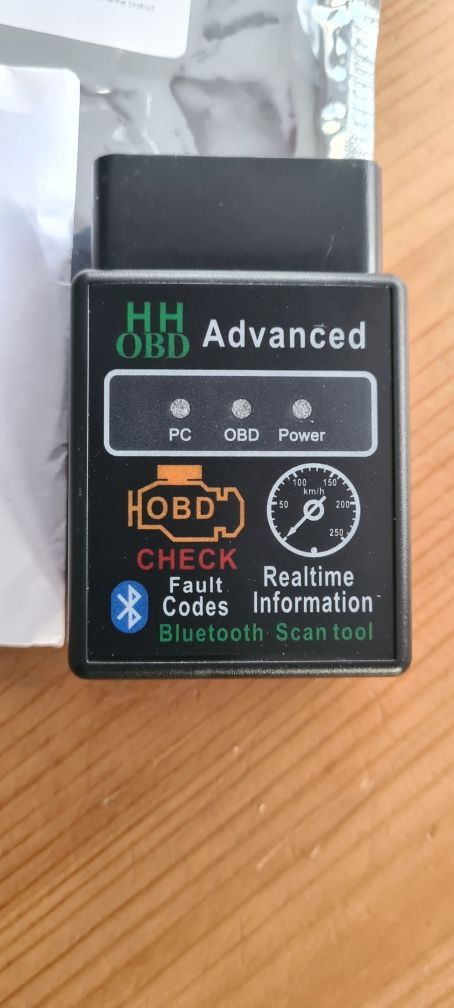 HH
OBD Advanced
PC OBD Power
OBD
50 100 150 200 250
km/h
CHECK
Fault
Codes
Realtime
Information
Bluetooth Scan tool